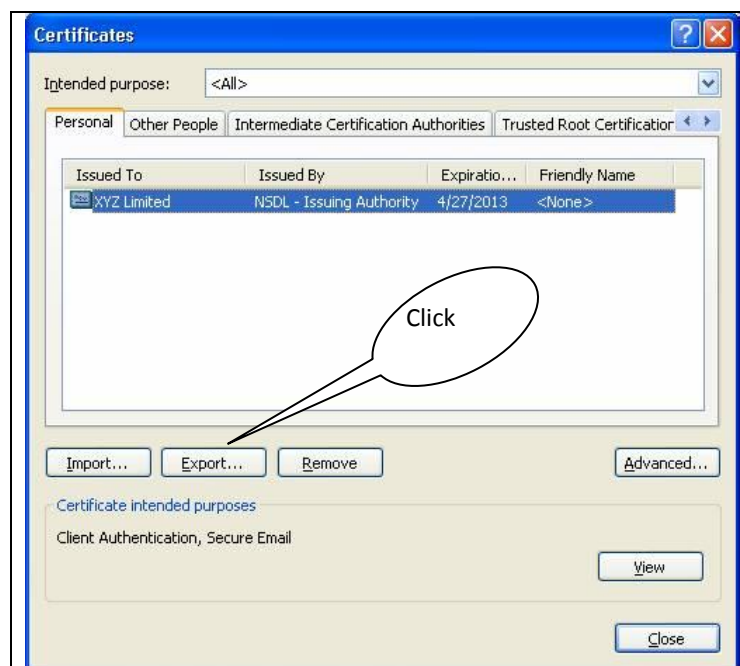 Certificates
Intended purpose: <All>
Personal Other People Intermediate Certification Authorities Trusted Root Certification
Issued To Issued By Expiratio... Friendly Name
XYZ Limited NSDL - Issuing Authority 4/27/2013 <None>
Click
Import... Export... Remove Advanced...
Certificate intended purposes
Client Authentication, Secure Email
View
Close